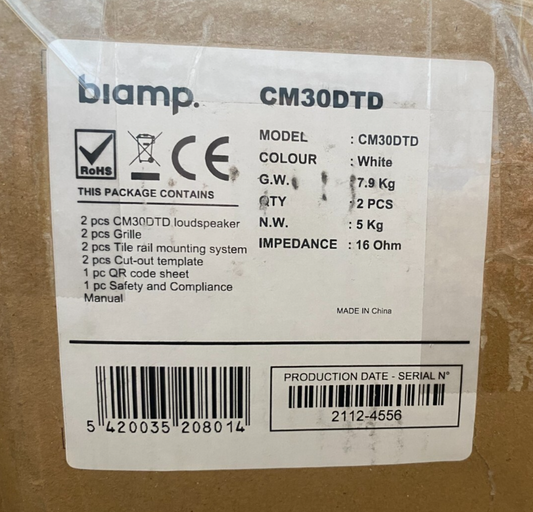 biamp.
CM30DTD
RoHS
CE
THIS PACKAGE CONTAINS
2 pcs CM30DTD loudspeaker
2 pcs Grille
2 pcs Tile rail mounting system
2 pcs Cut-out template
1 pc QR code sheet
1 pc Safety and Compliance
Manual
MODEL : CM30DTD
COLOUR : White
G.W. : 7.9 Kg
QTY : 2 PCS
N.W. : 5 Kg
IMPEDANCE : 16 Ohm
MADE IN China
5 420035 208014
PRODUCTION DATE - SERIAL N°
2112-4556